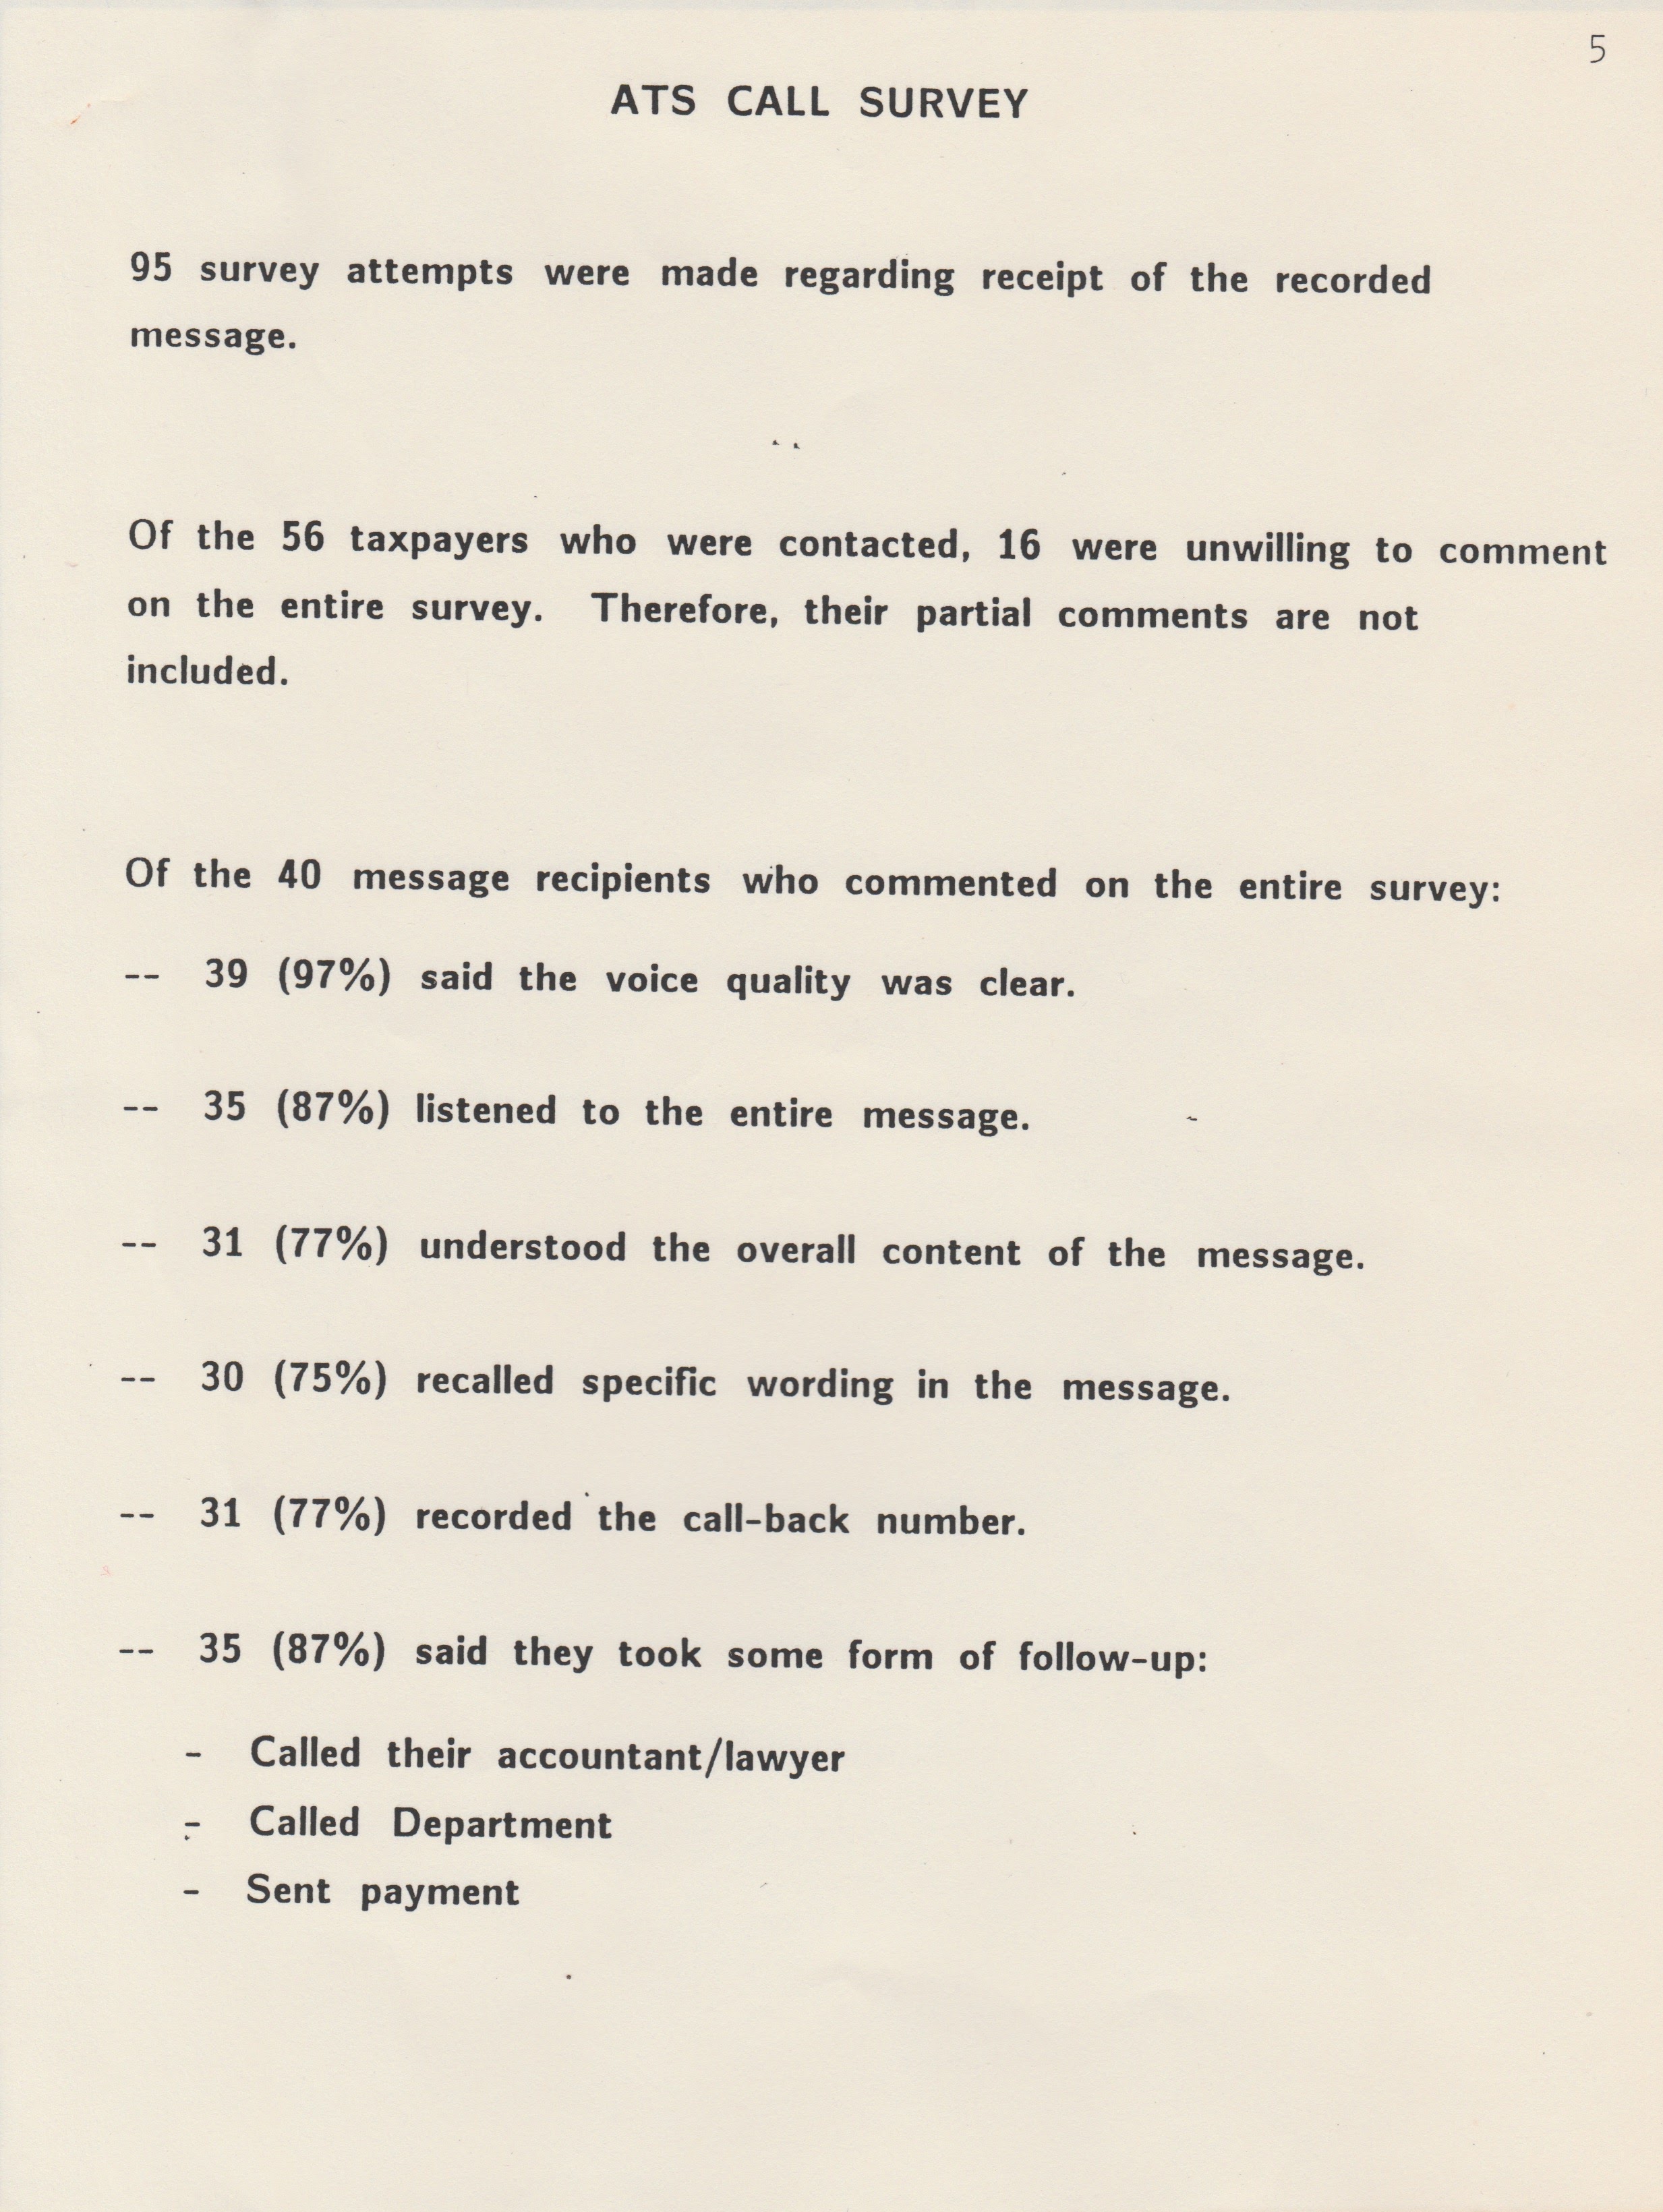 5
ATS CALL SURVEY
95 survey attempts were made regarding receipt of the recorded
message.
Of the 56 taxpayers who were contacted, 16 were unwilling to comment
on the entire survey. Therefore, their partial comments are not
included.
Of the 40 message recipients who commented on the entire survey:
-- 39 (97%) said the voice quality was clear.
-- 35 (87%) listened to the entire message.
-- 31 (77%) understood the overall content of the message.
-- 30 (75%) recalled specific wording in the message.
-- 31 (77%) recorded the call-back number.
-- 35 (87%) said they took some form of follow-up:
- Called their accountant/lawyer
- Called Department
- Sent payment